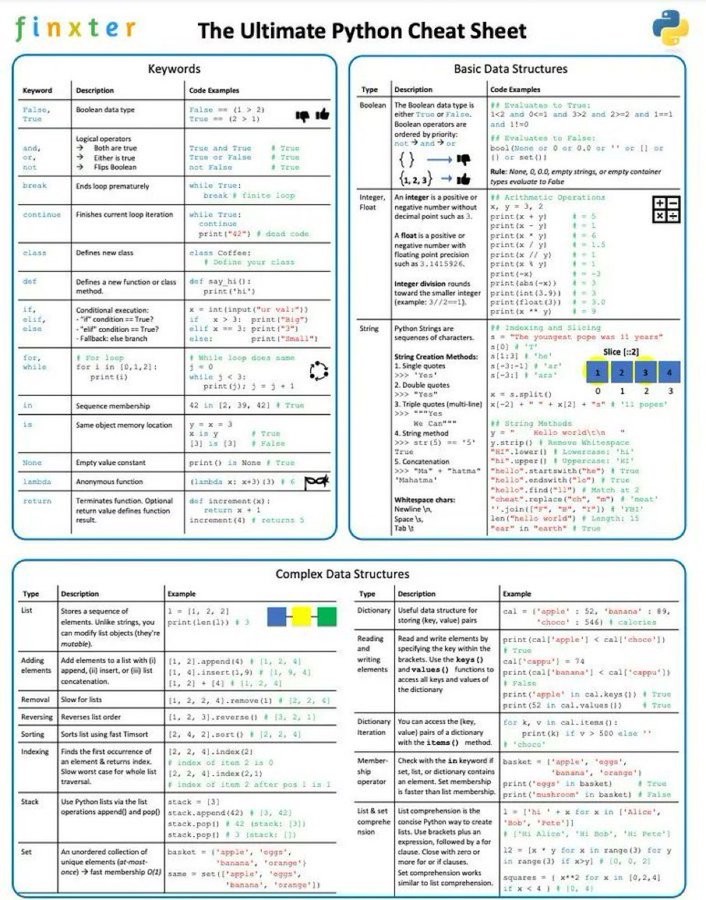 finxter
The Ultimate Python Cheat Sheet
Keywords
Keyword Description Code Examples
False,
True
Boolean data type
False == (1 > 2)
True == (2 > 1)
and,
or,
not
Logical operators
→ Both are true
→ Either is true
→ Flips Boolean
True and True # True
True or False # True
not False # True
break
Ends loop prematurely
while True:
break # finite loop
continue
Finishes current loop iteration
while True:
continue
print("42") # dead code
class
Defines new class
class Coffee:
# Define your class
def
Defines a new function or class
method.
def say_hi():
print('hi')
if,
elif,
else
Conditional execution:
- "if" condition == True?
- "elif" condition == True?
- Fallback: else branch
x = int(input("ur val:"))
if x > 3: print("Big")
elif x == 3: print("3")
else: print("Small")
for,
while
# For loop
for i in [0,1,2]:
print(i)
# While loop does same
j = 0
while j < 3:
print(j); j = j + 1
in
Sequence membership
42 in [2, 39, 42] # True
is
Same object memory location
y = x = 3
x is y # True
[3] is [3] # False
None
Empty value constant
print() is None # True
lambda
Anonymous function
(lambda x: x+3)(3) # 6
return
Terminates function. Optional
return value defines function
result.
def increment(x):
return x + 1
increment(4) # returns 5
Basic Data Structures
Type Description Code Examples
Boolean
The Boolean data type is
either True or False.
Boolean operators are
ordered by priority:
not → and → or
{}
{1, 2, 3}
## Evaluates to True:
1<2 and 0<=1 and 3>2 and 2>=2 and 1==1
and 1!=0
## Evaluates to False:
bool(None or 0 or 0.0 or '' or [] or
{} or set())
Rule: None, 0, 0.0, empty strings, or empty container
types evaluate to False
Integer,
Float
An integer is a positive or
negative number without
decimal point such as 3.
A float is a positive or
negative number with
floating point precision
such as 3.1415926.
Integer division rounds
toward the smaller integer
(example: 3//2==1).
## Arithmetic Operations
x, y = 3, 2
print(x + y) # = 5
print(x - y) # = 1
print(x * y) # = 6
print(x / y) # = 1.5
print(x // y) # = 1
print(x % y) # = 1
print(-x) # = -3
print(abs(-x)) # = 3
print(int(3.9)) # = 3
print(float(3)) # = 3.0
print(x ** y) # = 9
String
Python Strings are
sequences of characters.
String Creation Methods:
1. Single quotes
>>> 'Yes'
2. Double quotes
>>> "Yes"
3. Triple quotes (multi-line)
>>> """Yes
We Can"""
4. String method
>>> str(5) == '5'
True
5. Concatenation
>>> "Ma" + "hatma"
'Mahatma'
Whitespace chars:
Newline \n,
Space \s,
Tab \t
## Indexing and Slicing
s = "The youngest pope was 11 years"
s[0] # 'T'
s[1:3] # 'he'
s[-3:-1] # 'ar'
s[-3:] # 'ars'
Slice [::2]
1 2 3 4
0 1 2 3
x = s.split()
x[-2] + " " + x[2] + "s" # '11 popes'
## String Methods
y = " Hello world\t\n "
y.strip() # Remove Whitespace
"HI".lower() # Lowercase: 'hi'
"hi".upper() # Uppercase: 'HI'
"hello".startswith("he") # True
"hello".endswith("lo") # True
"hello".find("ll") # Match at 2
"cheat".replace("ch", "m") # 'meat'
''.join(["F", "B", "I"]) # 'FBI'
len("hello world") # Length: 15
"ear" in "earth" # True
Complex Data Structures
Type Description Example
List
Stores a sequence of
elements. Unlike strings, you
can modify list objects (they're
mutable).
l = [1, 2, 2]
print(len(l)) # 3
Adding
elements
Add elements to a list with (i)
append, (ii) insert, or (iii) list
concatenation.
[1, 2].append(4) # [1, 2, 4]
[1, 4].insert(1,9) # [1, 9, 4]
[1, 2] + [4] # [1, 2, 4]
Removal
Slow for lists
[1, 2, 2, 4].remove(1) # [2, 2, 4]
Reversing
Reverses list order
[1, 2, 3].reverse() # [3, 2, 1]
Sorting
Sorts list using fast Timsort
[2, 4, 2].sort() # [2, 2, 4]
Indexing
Finds the first occurrence of
an element & returns index.
Slow worst case for whole list
traversal.
[2, 2, 4].index(2)
# index of item 2 is 0
[2, 2, 4].index(2,1)
# index of item 2 after pos 1 is 1
Stack
Use Python lists via the list
operations append() and pop()
stack = [3]
stack.append(42) # [3, 42]
stack.pop() # 42 (stack: [3])
stack.pop() # 3 (stack: [])
Set
An unordered collection of
unique elements (at-most-
once) → fast membership O(1)
basket = {'apple', 'eggs',
'banana', 'orange'}
same = set(['apple', 'eggs',
'banana', 'orange'])
Type Description Example
Dictionary
Useful data structure for
storing (key, value) pairs
cal = {'apple' : 52, 'banana' : 89,
'choco' : 546} # calories
Reading
and
writing
elements
Read and write elements by
specifying the key within the
brackets. Use the keys()
and values() functions to
access all keys and values of
the dictionary
print(cal['apple'] < cal['choco'])
# True
cal['cappu'] = 74
print(cal['banana'] < cal['cappu'])
# False
print('apple' in cal.keys()) # True
print(52 in cal.values()) # True
Dictionary
Iteration
You can access the (key,
value) pairs of a dictionary
with the items() method.
for k, v in cal.items():
print(k) if v > 500 else ''
# 'choco'
Member-
ship
operator
Check with the in keyword if
set, list, or dictionary contains
an element. Set membership
is faster than list membership.
basket = {'apple', 'eggs',
'banana', 'orange'}
print('eggs' in basket) # True
print('mushroom' in basket) # False
List & set
comprehe
nsion
List comprehension is the
concise Python way to create
lists. Use brackets plus an
expression, followed by a for
clause. Close with zero or
more for or if clauses.
Set comprehension works
similar to list comprehension.
l = ['hi ' + x for x in ['Alice',
'Bob', 'Pete']]
# ['Hi Alice', 'Hi Bob', 'Hi Pete']
l2 = [x * y for x in range(3) for y
in range(3) if x>y] # [0, 0, 2]
squares = { x**2 for x in [0,2,4]
if x < 4 } # {0, 4}